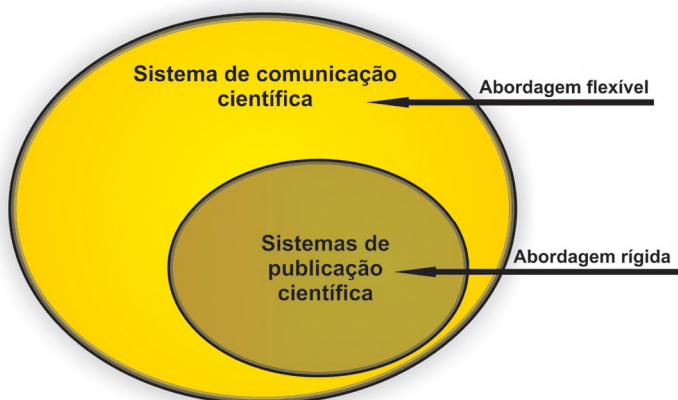 Sistema de comunicação
científica
Abordagem flexível
Sistemas de
publicação
científica
Abordagem rígida